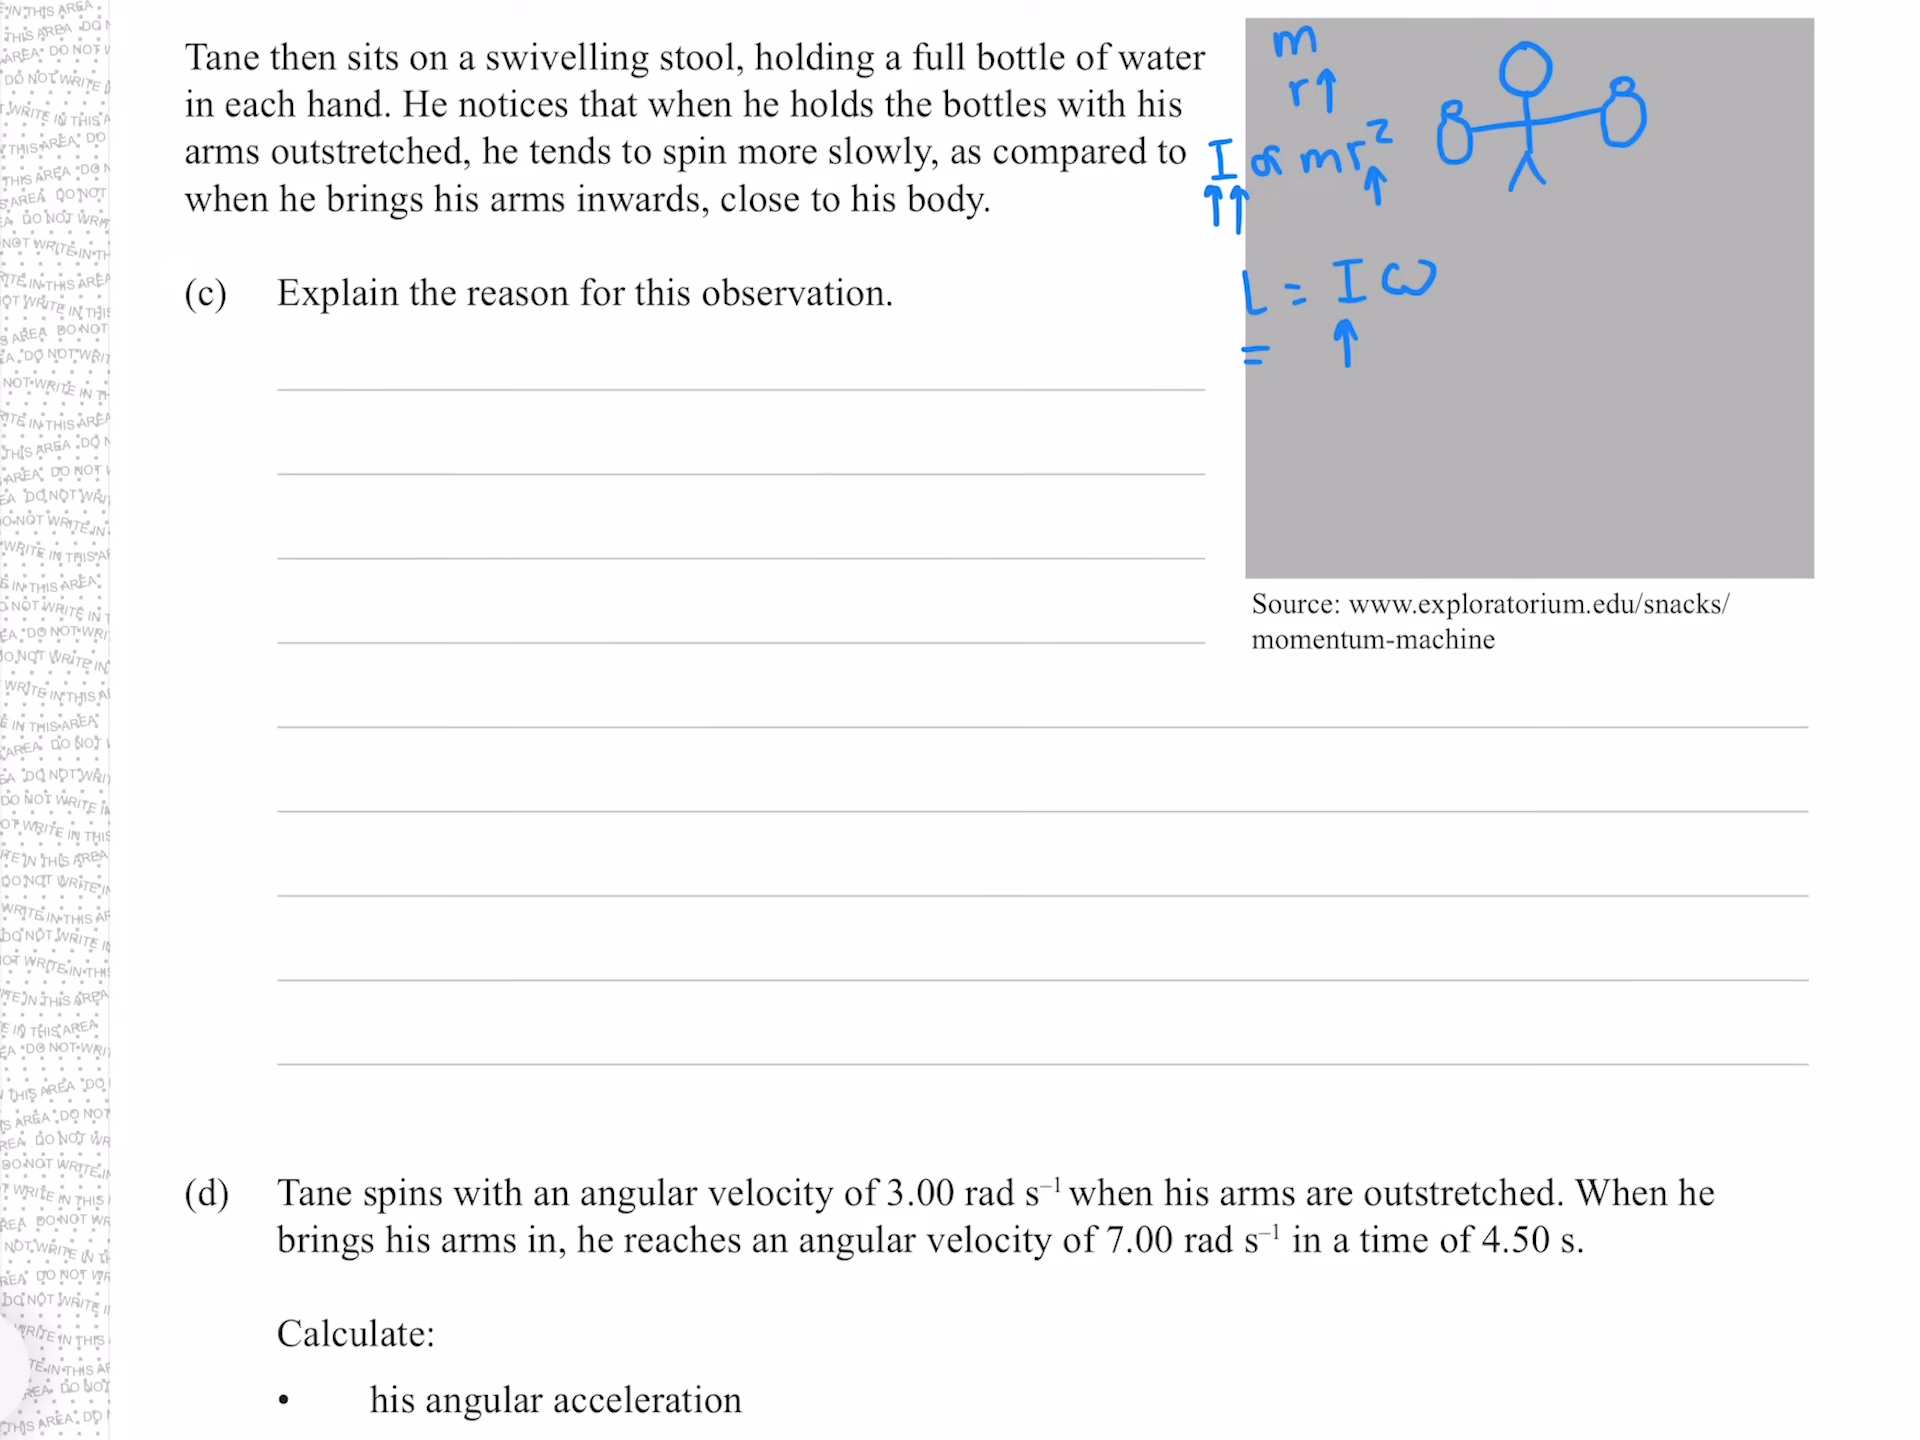 Tane then sits on a swivelling stool, holding a full bottle of water
in each hand. He notices that when he holds the bottles with his
arms outstretched, he tends to spin more slowly, as compared to
when he brings his arms inwards, close to his body.
(c) Explain the reason for this observation.
m
r↑
I α mr²
↑↑ ↑
L = I ω
= ↑
Source: www.exploratorium.edu/snacks/
momentum-machine
(d) Tane spins with an angular velocity of 3.00 rad s⁻¹ when his arms are outstretched. When he
brings his arms in, he reaches an angular velocity of 7.00 rad s⁻¹ in a time of 4.50 s.
Calculate:
• his angular acceleration